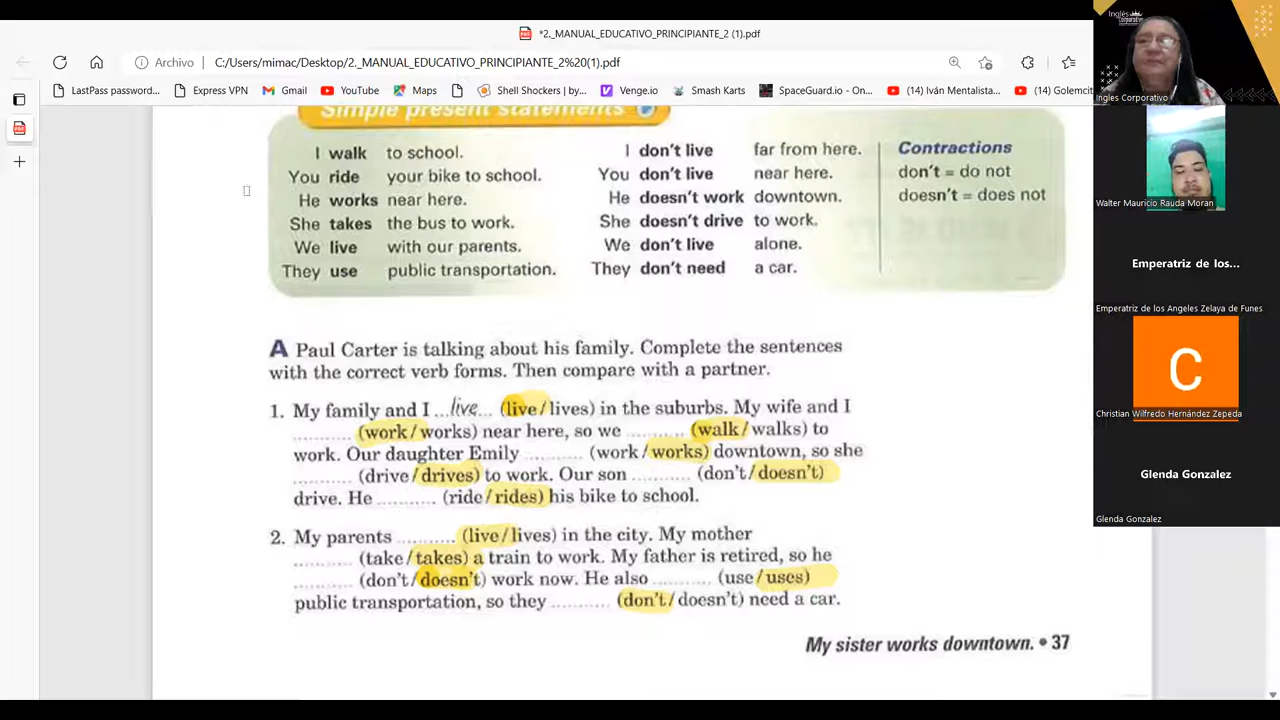 *2._MANUAL_EDUCATIVO_PRINCIPIANTE_2 (1).pdf
Archivo C:/Users/mimac/Desktop/2._MANUAL_EDUCATIVO_PRINCIPIANTE_2%20(1).pdf
LastPass password... Express VPN Gmail YouTube Maps Shell Shockers | by... Venge.io Smash Karts SpaceGuard.io - On... (14) Iván Mentalista... (14) Golemcit
Simple present statements
I walk to school. I don't live far from here. Contractions
You ride your bike to school. You don't live near here. don't = do not
He works near here. He doesn't work downtown. doesn't = does not
She takes the bus to work. She doesn't drive to work.
We live with our parents. We don't live alone.
They use public transportation. They don't need a car.
A Paul Carter is talking about his family. Complete the sentences
with the correct verb forms. Then compare with a partner.
1. My family and I ...live... (live/lives) in the suburbs. My wife and I
.......... (work/works) near here, so we .......... (walk/walks) to
work. Our daughter Emily .......... (work/works) downtown, so she
.......... (drive/drives) to work. Our son .......... (don't/doesn't)
drive. He .......... (ride/rides) his bike to school.
2. My parents .......... (live/lives) in the city. My mother
.......... (take/takes) a train to work. My father is retired, so he
.......... (don't/doesn't) work now. He also .......... (use/uses)
public transportation, so they .......... (don't/doesn't) need a car.
My sister works downtown. • 37
Inglés
Corporativo
Ingles Corporativo
Walter Mauricio Rauda Moran
Emperatriz de los...
Emperatriz de los Angeles Zelaya de Funes
C
Christian Wilfredo Hernández Zepeda
Glenda Gonzalez
Glenda Gonzalez